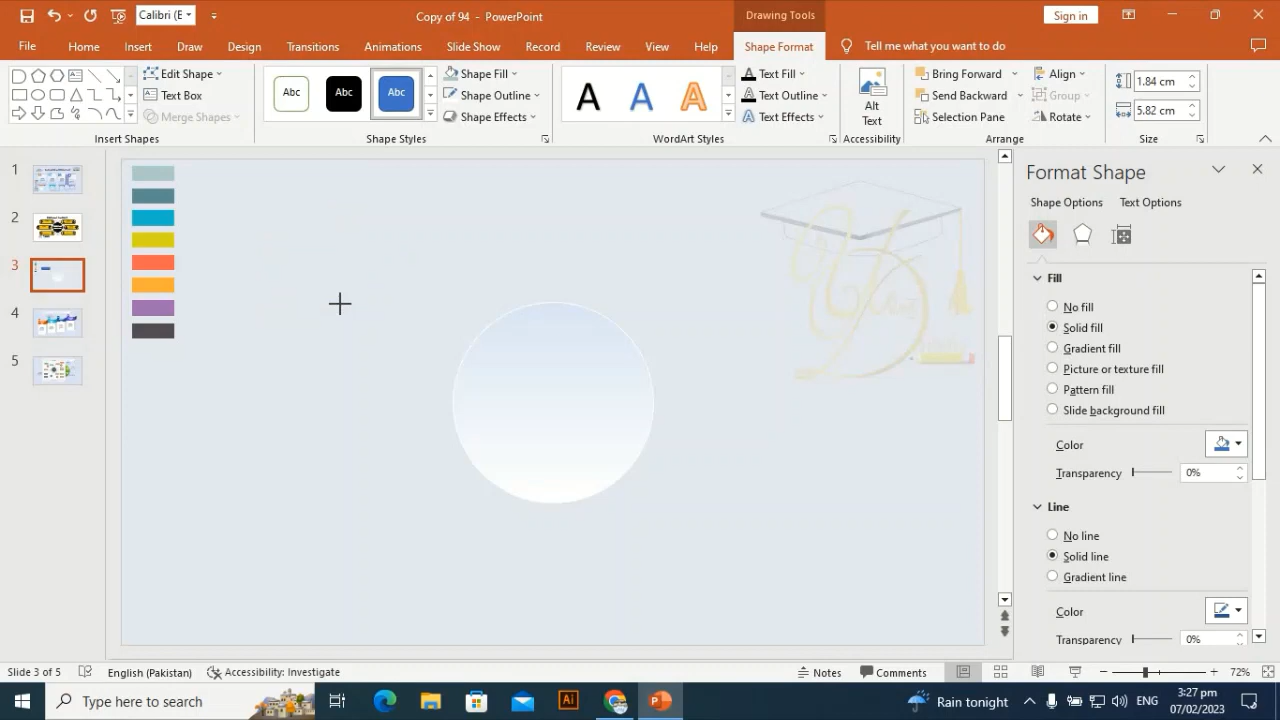 Calibri (E
Copy of 94 - PowerPoint
Drawing Tools
Sign in
File
Home
Insert
Draw
Design
Transitions
Animations
Slide Show
Record
Review
View
Help
Shape Format
Tell me what you want to do
Edit Shape
Text Box
Merge Shapes
Insert Shapes
Abc
Abc
Abc
Shape Fill
Shape Outline
Shape Effects
Shape Styles
A
A
A
Text Fill
Text Outline
Text Effects
WordArt Styles
Alt
Text
Accessibility
Bring Forward
Send Backward
Selection Pane
Align
Group
Rotate
Arrange
1.84 cm
5.82 cm
Size
1
2
3
4
5
Format Shape
Shape Options
Text Options
Fill
No fill
Solid fill
Gradient fill
Picture or texture fill
Pattern fill
Slide background fill
Color
Transparency
0%
Line
No line
Solid line
Gradient line
Color
Transparency
0%
Slide 3 of 5
English (Pakistan)
Accessibility: Investigate
Notes
Comments
72%
Type here to search
Ai
Rain tonight
ENG
3:27 pm
07/02/2023